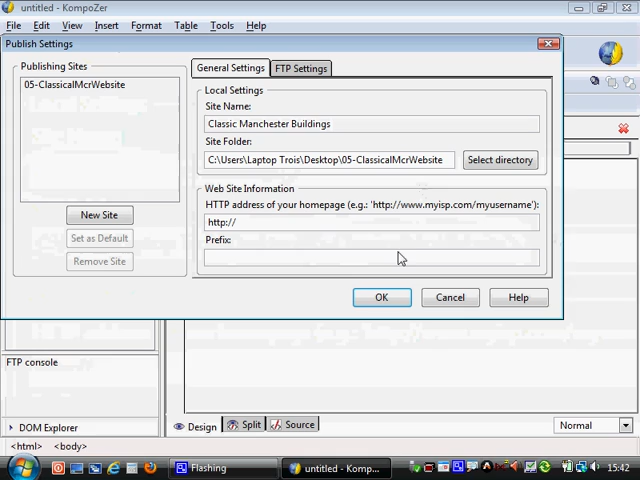 untitled - KompoZer
File Edit View Insert Format Table Tools Help
Publish Settings
Publishing Sites
05-ClassicalMcrWebsite
New Site
Set as Default
Remove Site
General Settings FTP Settings
Local Settings
Site Name:
Classic Manchester Buildings
Site Folder:
C:\Users\Laptop Trois\Desktop\05-ClassicalMcrWebsite Select directory
Web Site Information
HTTP address of your homepage (e.g.: 'http://www.myisp.com/myusername'):
http://
Prefix:
OK Cancel Help
FTP console
DOM Explorer
Design Split Source Normal
<html> <body>
Flashing untitled - Kompo... 15:42